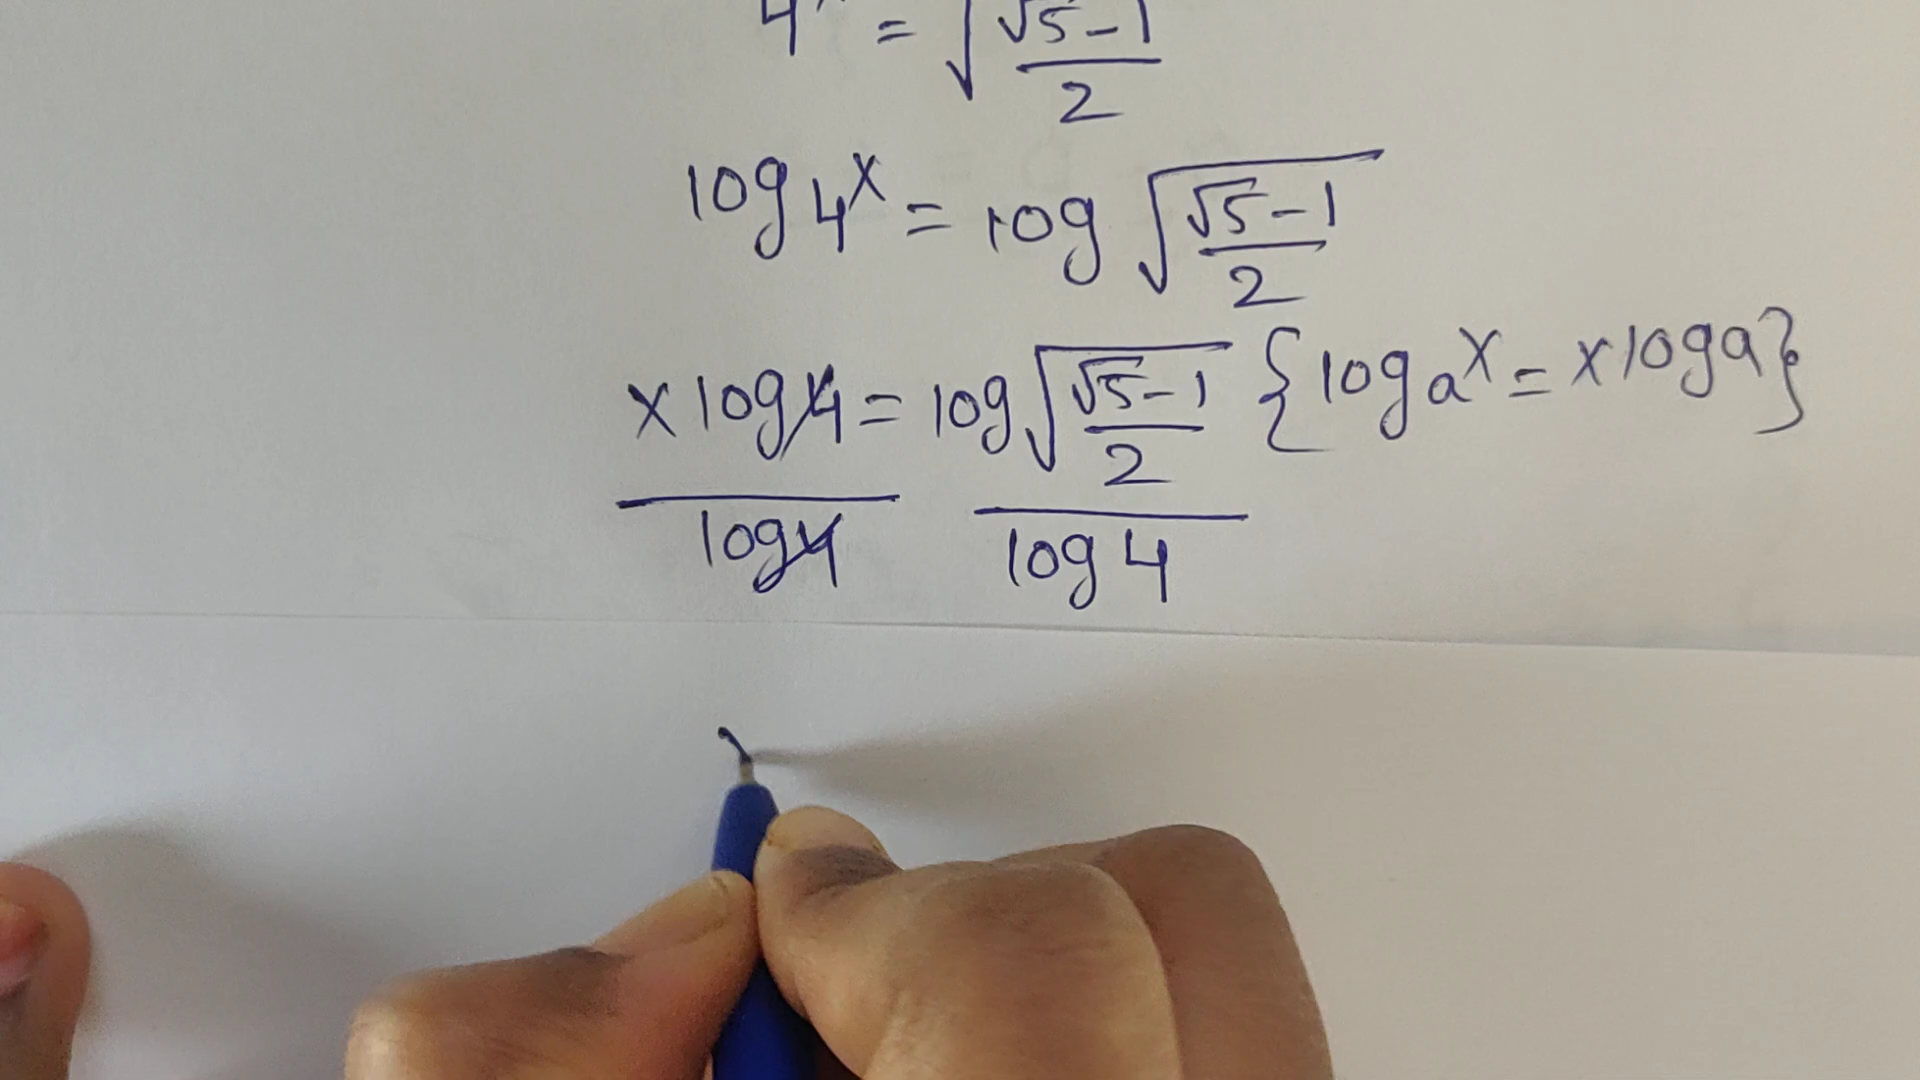 4^x = √((√5-1)/2)
log 4^x = log √((√5-1)/2)
(x log 4)/(log 4) = (log √((√5-1)/2))/(log 4) {log a^x = x log a}